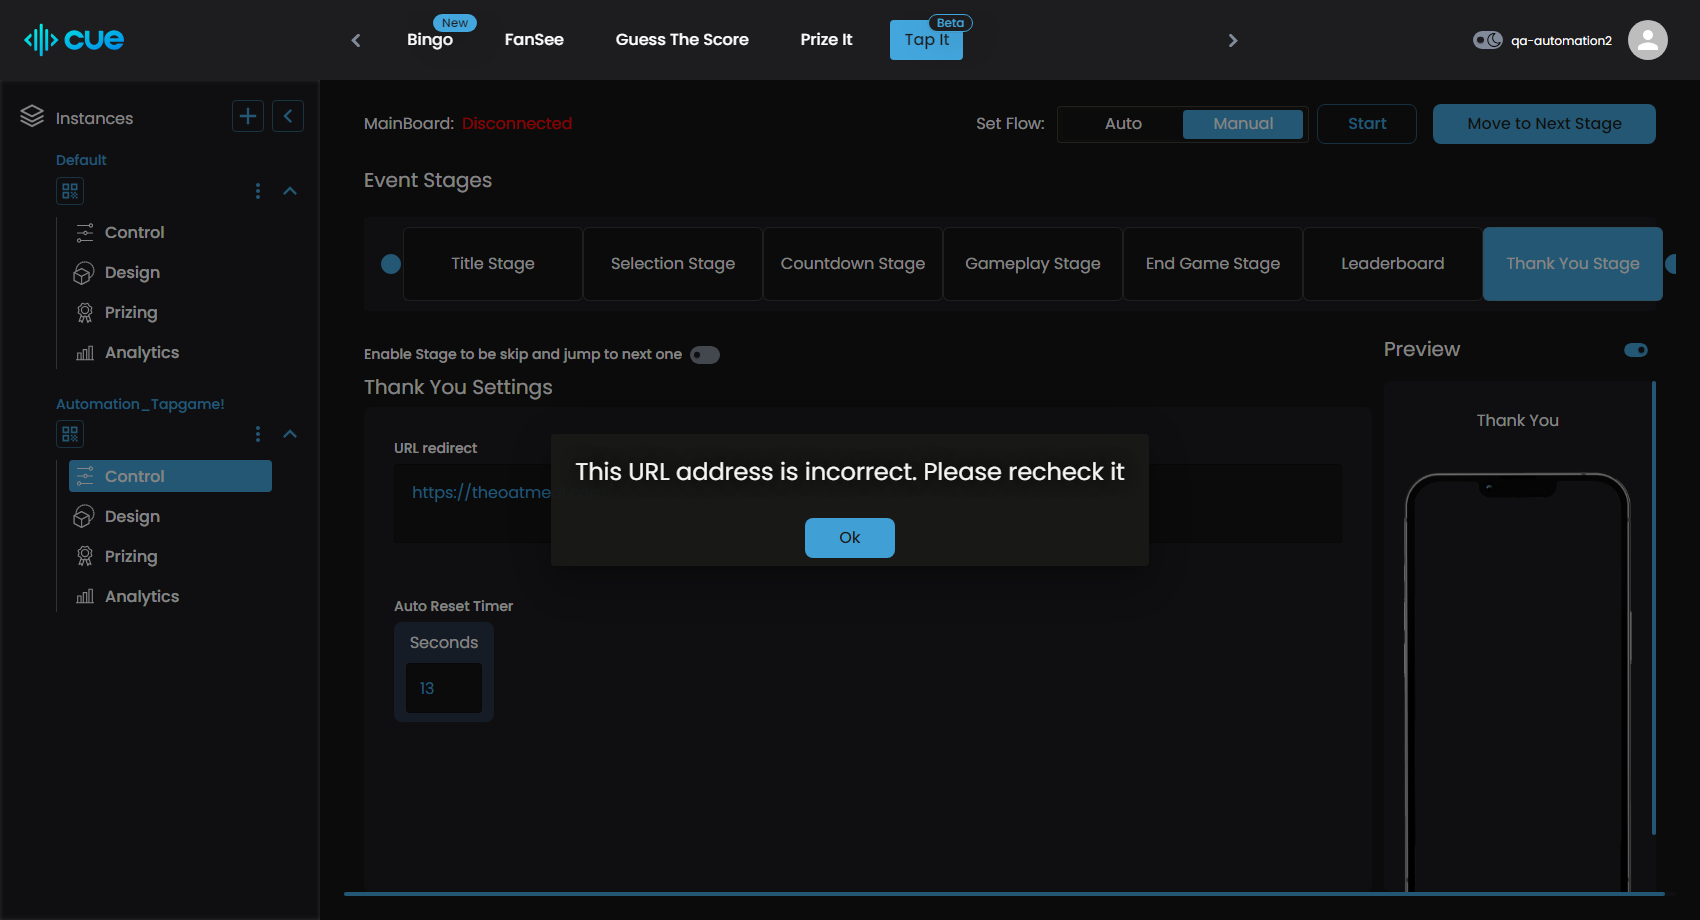 cue
New
Bingo
FanSee
Guess The Score
Prize It
Beta
Tap It
qa-automation2
Instances
Default
Control
Design
Prizing
Analytics
Automation_Tapgame!
Control
Design
Prizing
Analytics
MainBoard: Disconnected
Set Flow:
Auto
Manual
Start
Move to Next Stage
Event Stages
Title Stage
Selection Stage
Countdown Stage
Gameplay Stage
End Game Stage
Leaderboard
Thank You Stage
Enable Stage to be skip and jump to next one
Thank You Settings
Preview
Thank You
URL redirect
https://theoatme
This URL address is incorrect. Please recheck it
Ok
Auto Reset Timer
Seconds
13